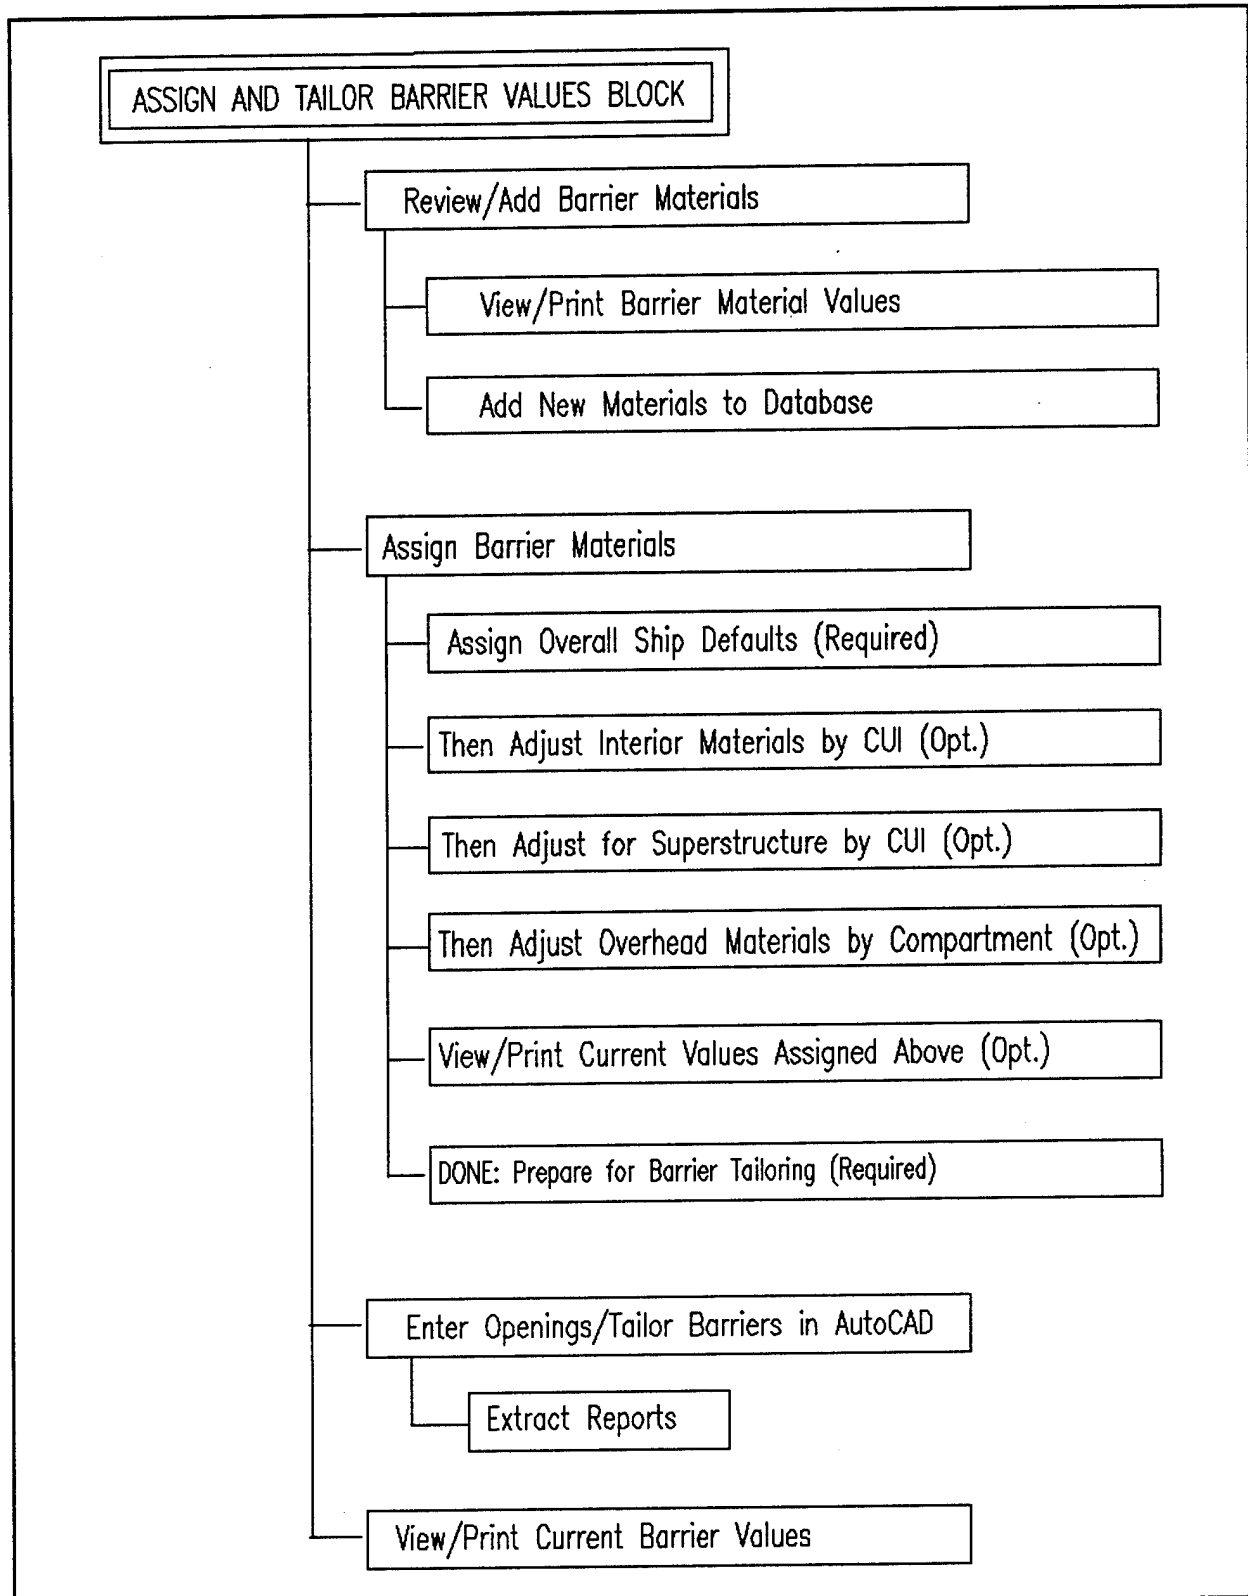 ASSIGN AND TAILOR BARRIER VALUES BLOCK
Review/Add Barrier Materials
View/Print Barrier Material Values
Add New Materials to Database
Assign Barrier Materials
Assign Overall Ship Defaults (Required)
Then Adjust Interior Materials by CUI (Opt.)
Then Adjust for Superstructure by CUI (Opt.)
Then Adjust Overhead Materials by Compartment (Opt.)
View/Print Current Values Assigned Above (Opt.)
DONE: Prepare for Barrier Tailoring (Required)
Enter Openings/Tailor Barriers in AutoCAD
Extract Reports
View/Print Current Barrier Values